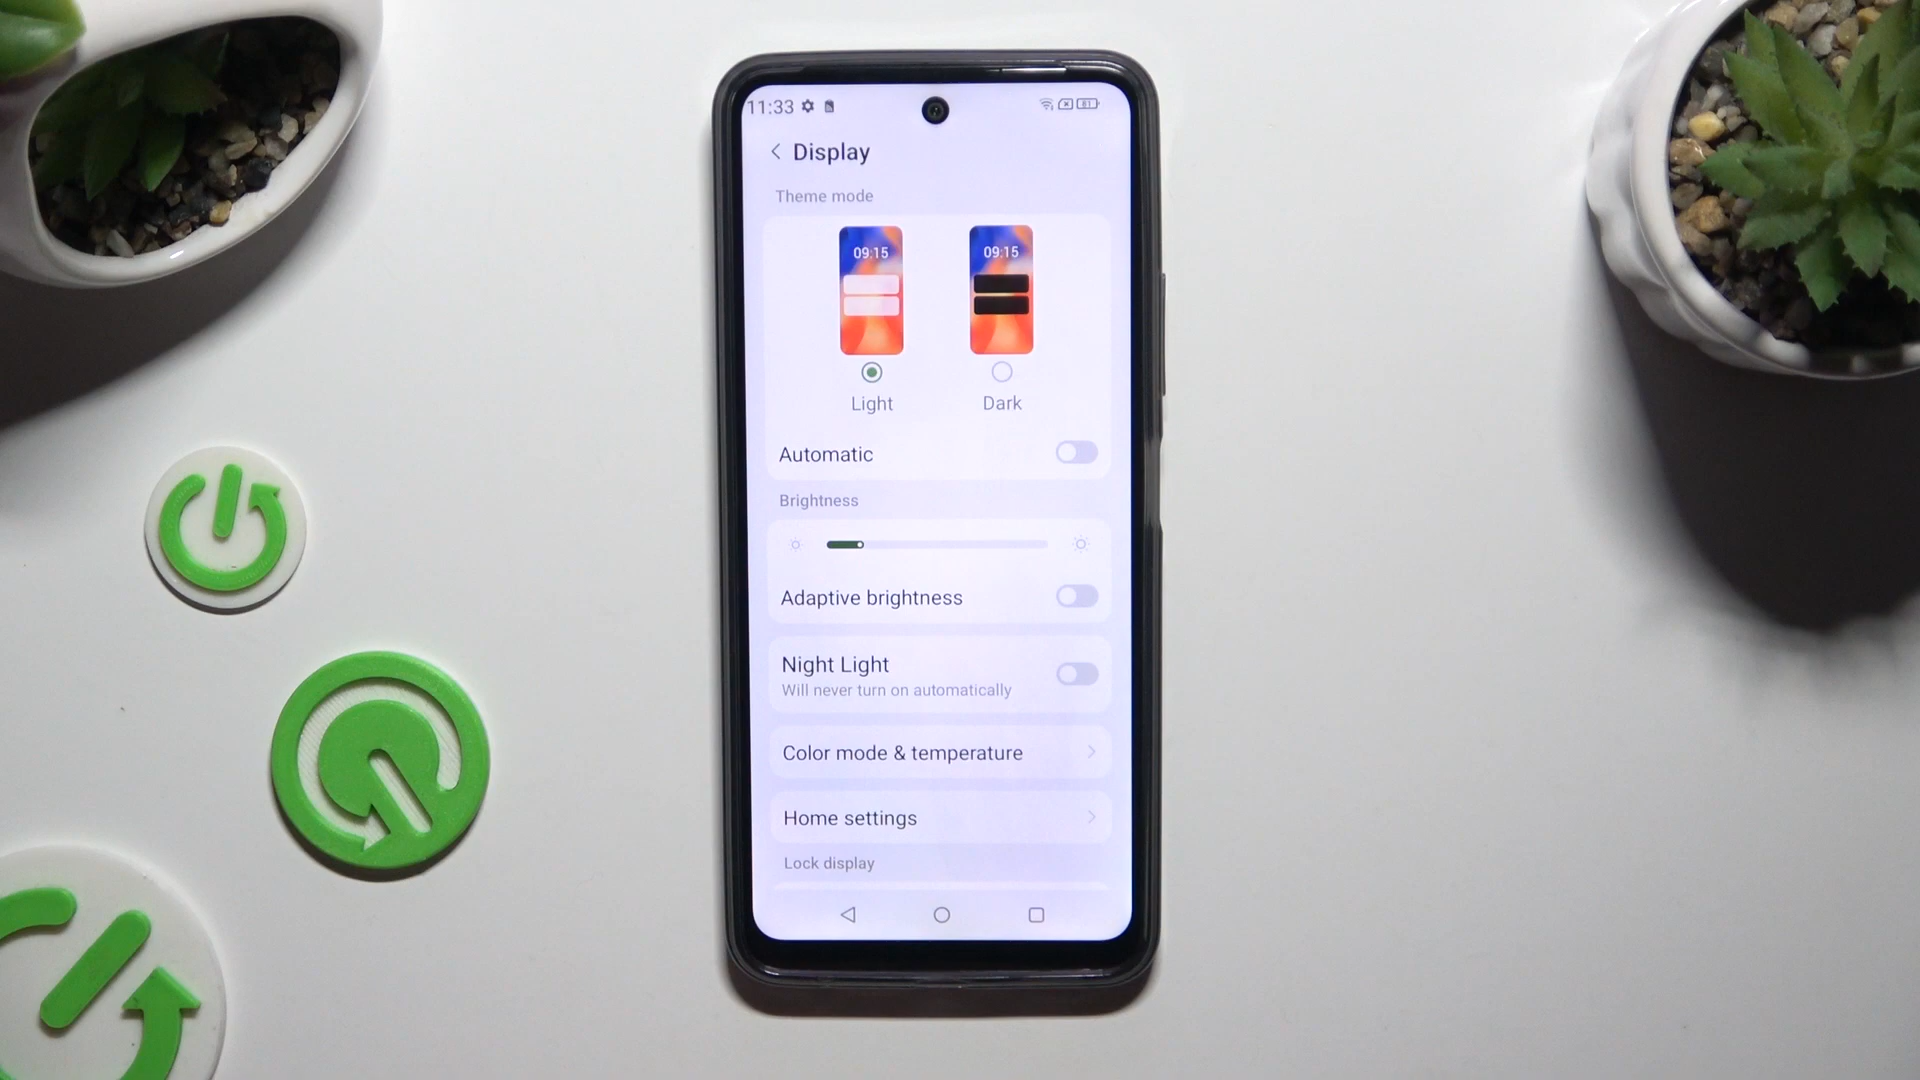 11:33
81
Display
Theme mode
09:15 09:15
Light Dark
Automatic
Brightness
Adaptive brightness
Night Light
Will never turn on automatically
Color mode & temperature
Home settings
Lock display